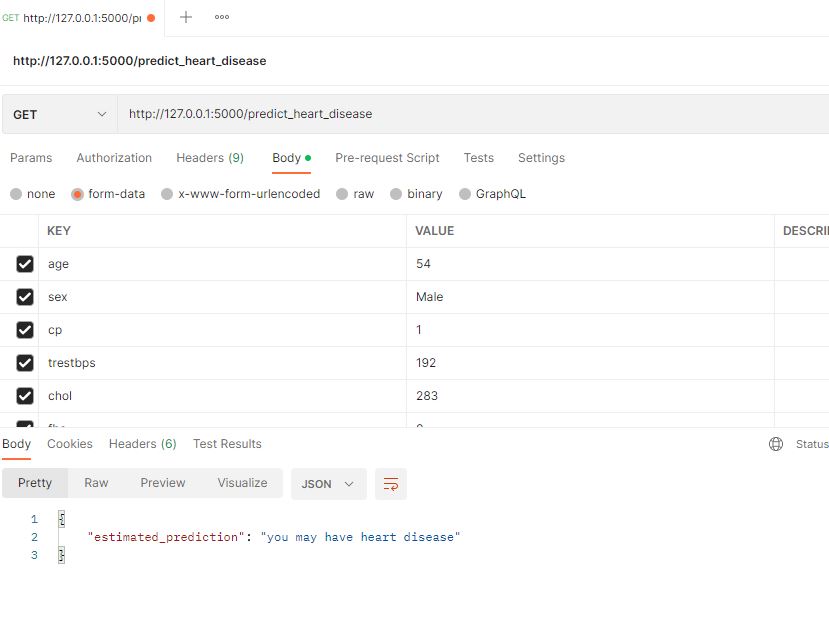 GET http://127.0.0.1:5000/pr
http://127.0.0.1:5000/predict_heart_disease
GET http://127.0.0.1:5000/predict_heart_disease
Params Authorization Headers (9) Body Pre-request Script Tests Settings
none form-data x-www-form-urlencoded raw binary GraphQL
KEY VALUE DESCRI
age 54
sex Male
cp 1
trestbps 192
chol 283
Body Cookies Headers (6) Test Results Status
Pretty Raw Preview Visualize JSON
1 {
2 "estimated_prediction": "you may have heart disease"
3 }